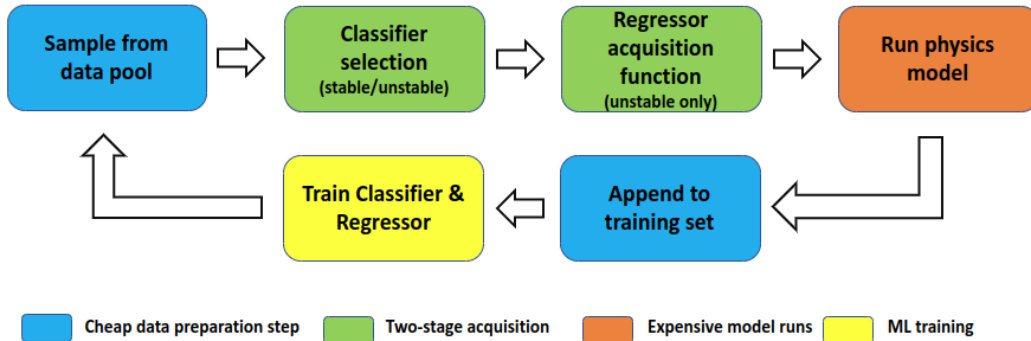 Sample from
data pool
Classifier
selection
(stable/unstable)
Regressor
acquisition
function
(unstable only)
Run physics
model
Train Classifier &
Regressor
Append to
training set
Cheap data preparation step
Two-stage acquisition
Expensive model runs
ML training